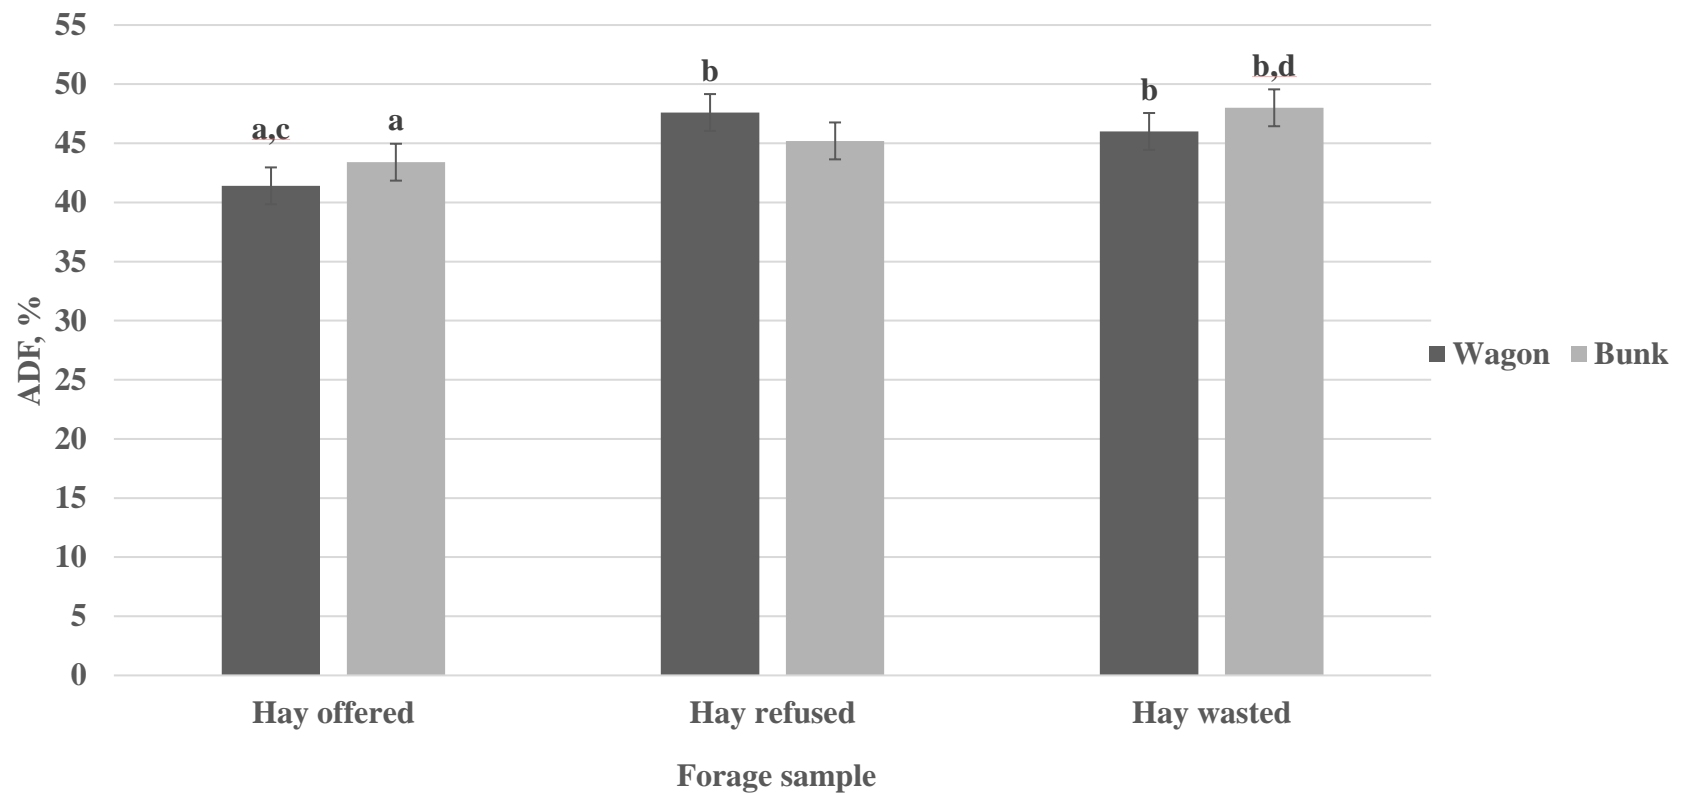 55
50
45
40
35
30
25
20
15
10
5
0
ADF, %
a,c
a
b
b
b,d
Hay offered
Hay refused
Hay wasted
Forage sample
Wagon
Bunk